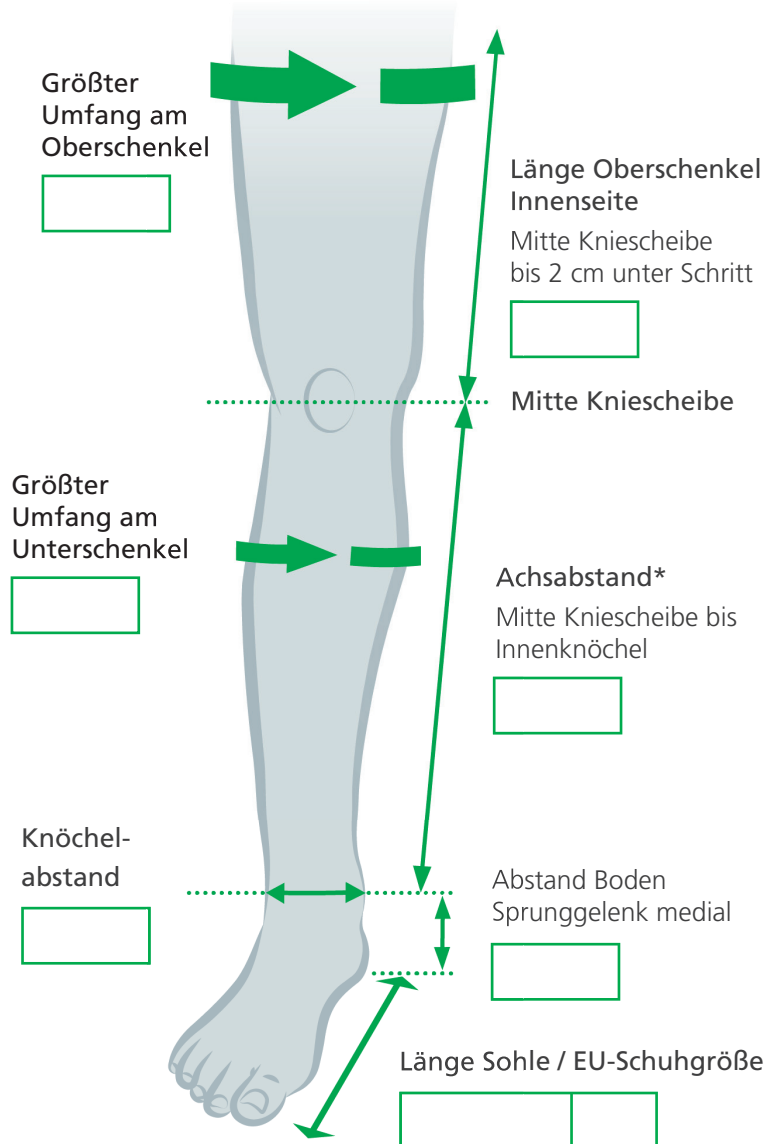 Größter
Umfang am
Oberschenkel
Länge Oberschenkel
Innenseite
Mitte Kniescheibe
bis 2 cm unter Schritt
Mitte Kniescheibe
Größter
Umfang am
Unterschenkel
Achsabstand*
Mitte Kniescheibe bis
Innenknöchel
Knöchel-
abstand
Abstand Boden
Sprunggelenk medial
Länge Sohle / EU-Schuhgröße